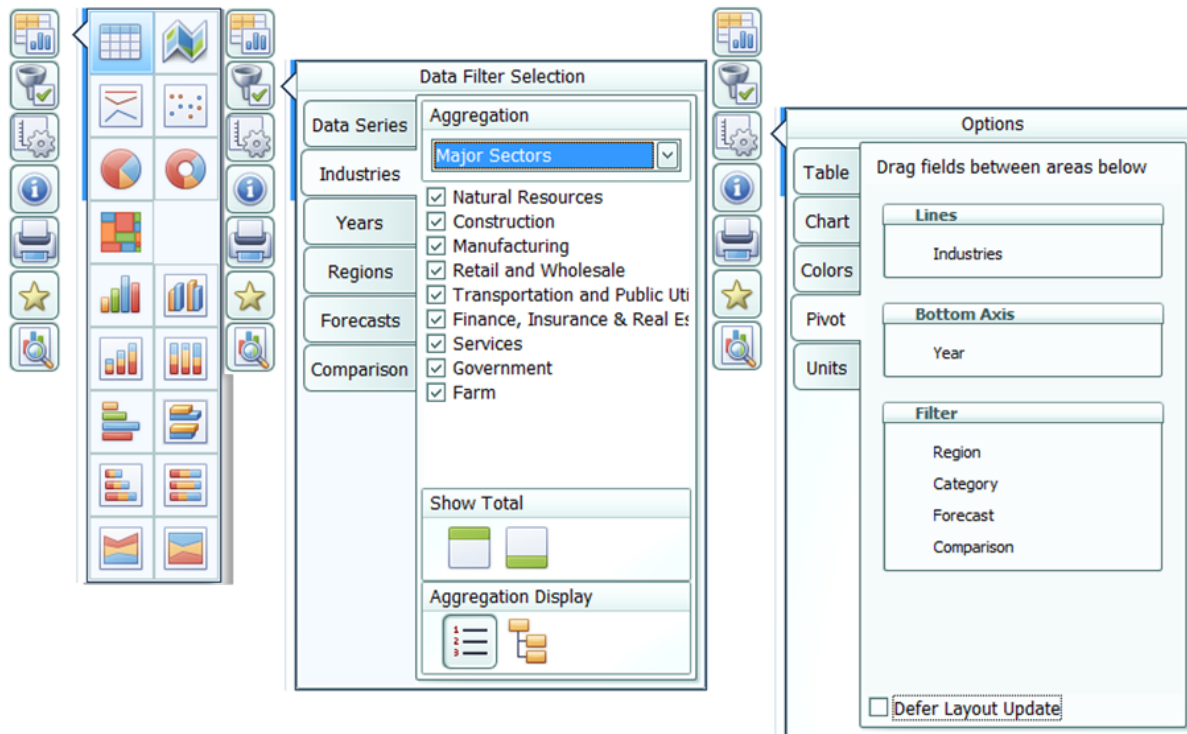 Data Filter Selection
Data Series
Industries
Years
Regions
Forecasts
Comparison
Aggregation
Major Sectors
Natural Resources
Construction
Manufacturing
Retail and Wholesale
Transportation and Public Uti
Finance, Insurance & Real Es
Services
Government
Farm
Show Total
Aggregation Display
1
2
3
Options
Table
Chart
Colors
Pivot
Units
Drag fields between areas below
Lines
Industries
Bottom Axis
Year
Filter
Region
Category
Forecast
Comparison
Defer Layout Update